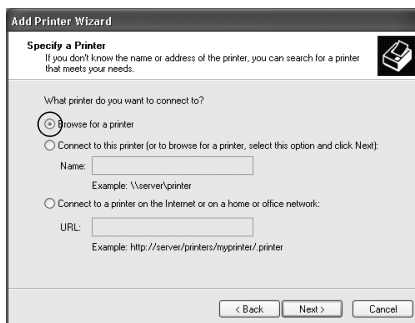 Add Printer Wizard
Specify a Printer
If you don't know the name or address of the printer, you can search for a printer
that meets your needs.
What printer do you want to connect to?
Browse for a printer
Connect to this printer (or to browse for a printer, select this option and click Next):
Name:
Example: \\server\printer
Connect to a printer on the Internet or on a home or office network:
URL:
Example: http://server/printers/myprinter/.printer
< Back Next > Cancel